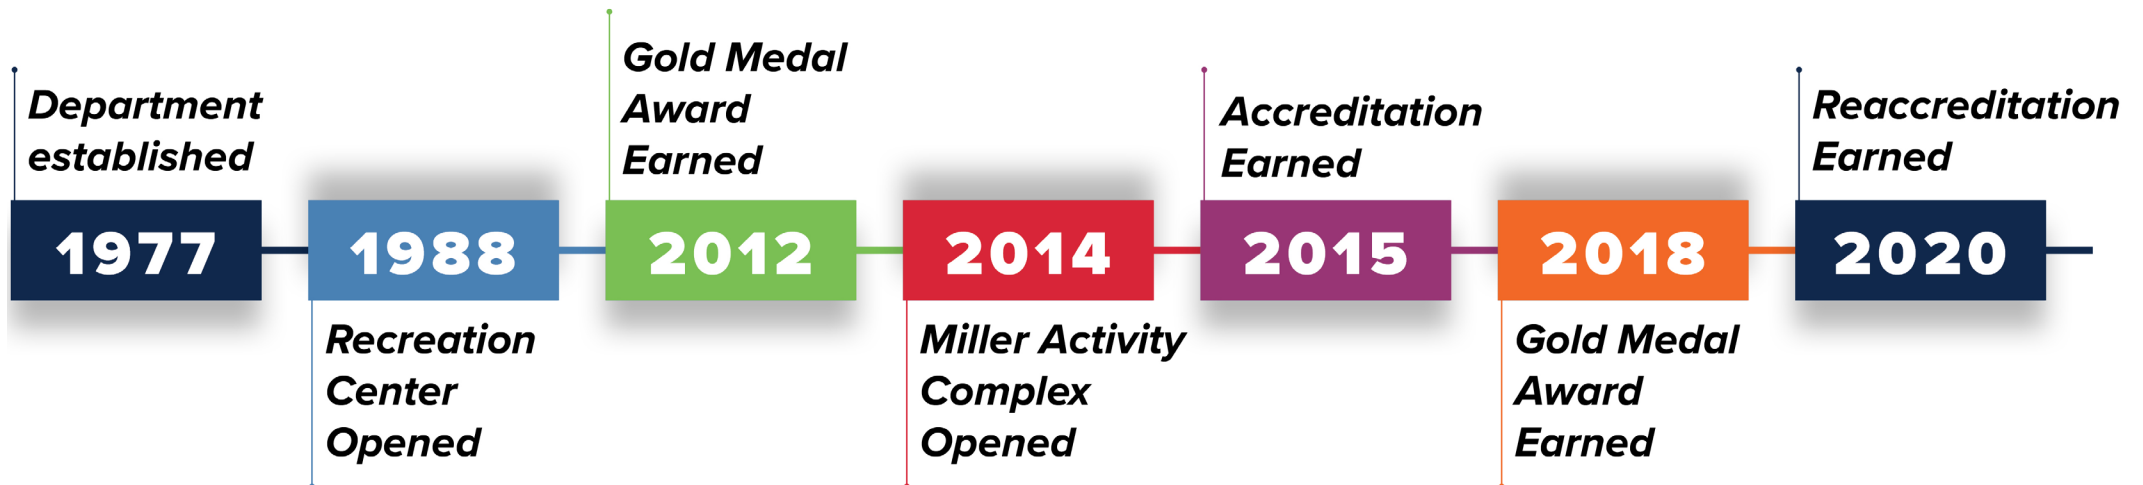 Department
established
1977
1988
Recreation
Center
Opened
Gold Medal
Award
Earned
2012
2014
Miller Activity
Complex
Opened
Accreditation
Earned
2015
2018
Gold Medal
Award
Earned
Reaccreditation
Earned
2020